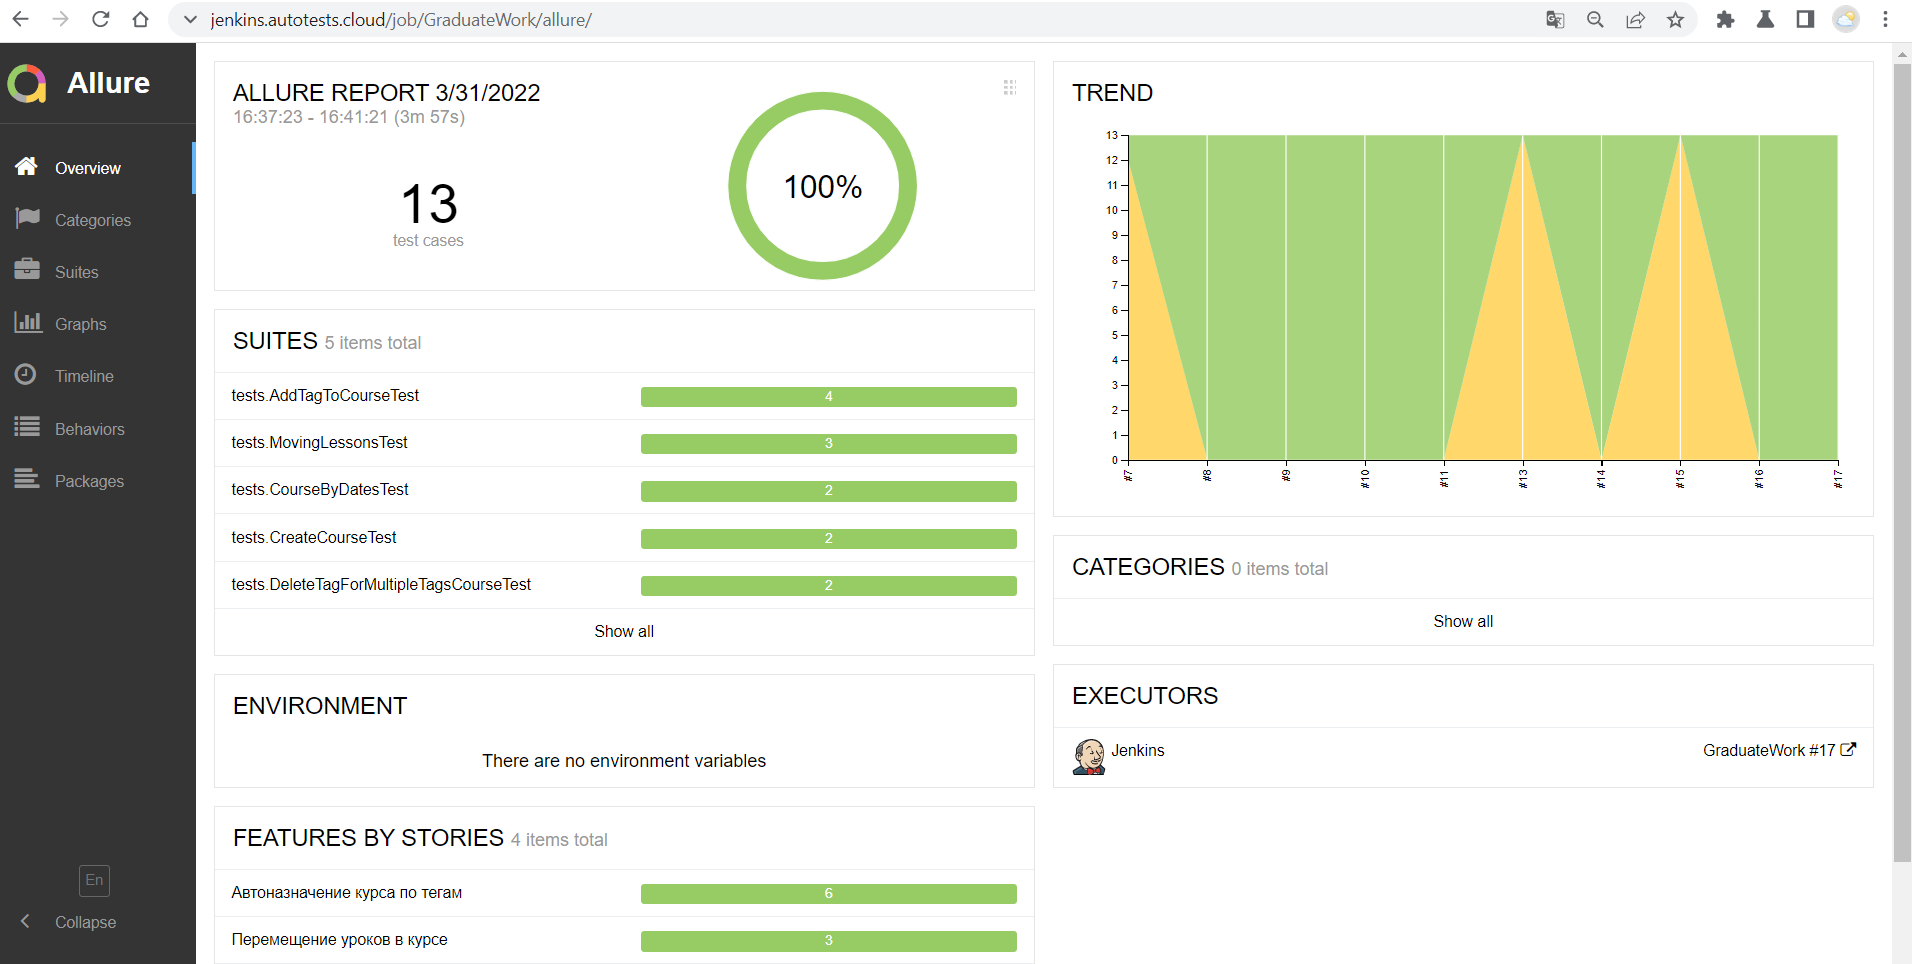 jenkins.autotests.cloud/job/GraduateWork/allure/
Allure
Overview
Categories
Suites
Graphs
Timeline
Behaviors
Packages
En
Collapse
ALLURE REPORT 3/31/2022
16:37:23 - 16:41:21 (3m 57s)
13
test cases
100%
SUITES 5 items total
tests.AddTagToCourseTest 4
tests.MovingLessonsTest 3
tests.CourseByDatesTest 2
tests.CreateCourseTest 2
tests.DeleteTagForMultipleTagsCourseTest 2
Show all
ENVIRONMENT
There are no environment variables
FEATURES BY STORIES 4 items total
Автоназначение курса по тегам 6
Перемещение уроков в курсе 3
TREND
13
12
11
10
9
8
7
6
5
4
3
2
1
0
#7 #8 #9 #10 #11 #13 #14 #15 #16 #17
CATEGORIES 0 items total
Show all
EXECUTORS
Jenkins GraduateWork #17